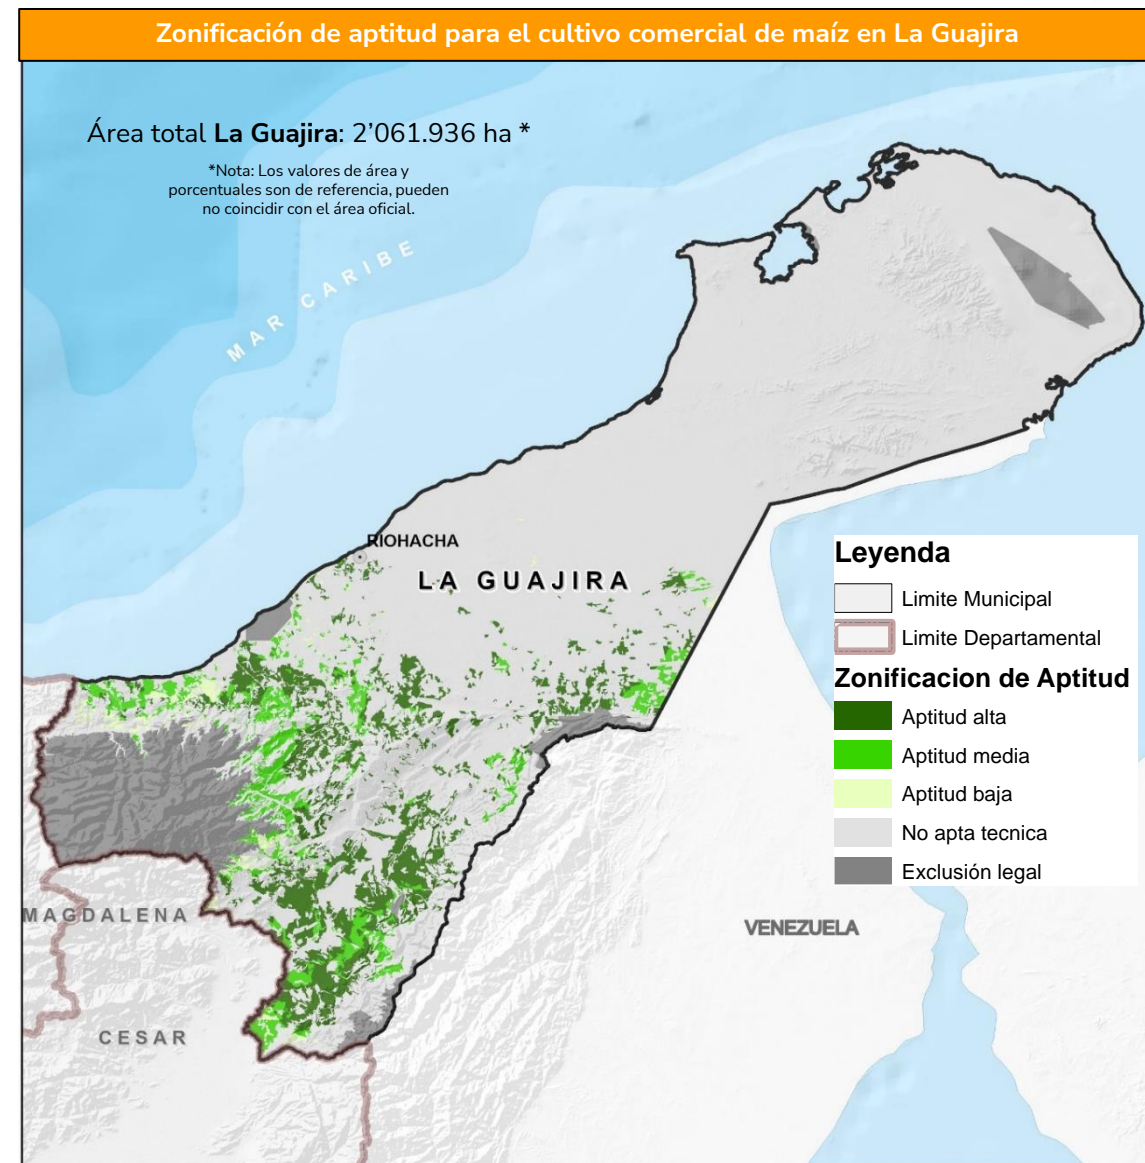 Zonificación de aptitud para el cultivo comercial de maíz en La Guajira
Área total La Guajira: 2’061.936 ha *
*Nota: Los valores de área y
porcentuales son de referencia, pueden
no coincidir con el área oficial.
MAR CARIBE
RIOHACHA
LA GUAJIRA
Leyenda
Limite Municipal
Limite Departamental
Zonificacion de Aptitud
Aptitud alta
Aptitud media
Aptitud baja
No apta tecnica
Exclusión legal
MAGDALENA
VENEZUELA
CESAR